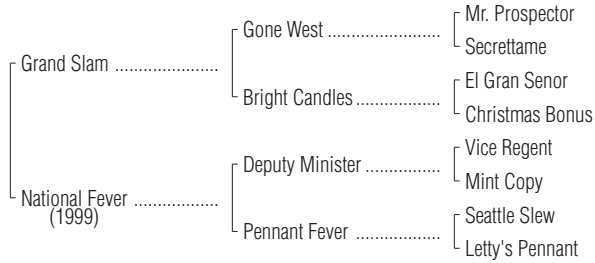 Mr. Prospector
Gone West ........................
Secrettame
Grand Slam ......................
El Gran Senor
Bright Candles ..................
Christmas Bonus
Vice Regent
Deputy Minister ................
Mint Copy
National Fever ..................
(1999)
Seattle Slew
Pennant Fever ....................
Letty's Pennant